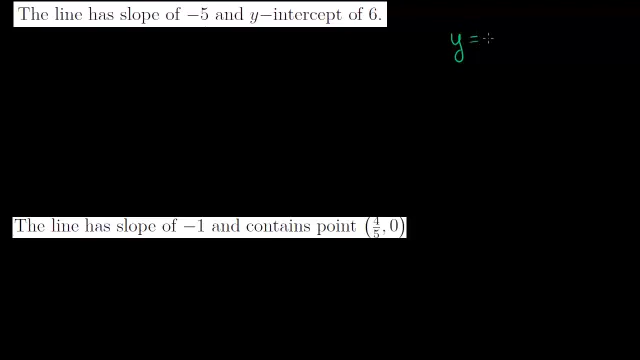 The line has slope of −5 and y−intercept of 6.
y =
The line has slope of −1 and contains point (4/5, 0)